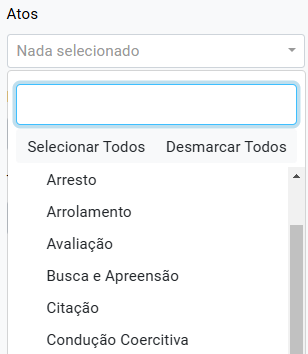 Atos
Nada selecionado
Selecionar Todos Desmarcar Todos
Arresto
Arrolamento
Avaliação
Busca e Apreensão
Citação
Condução Coercitiva